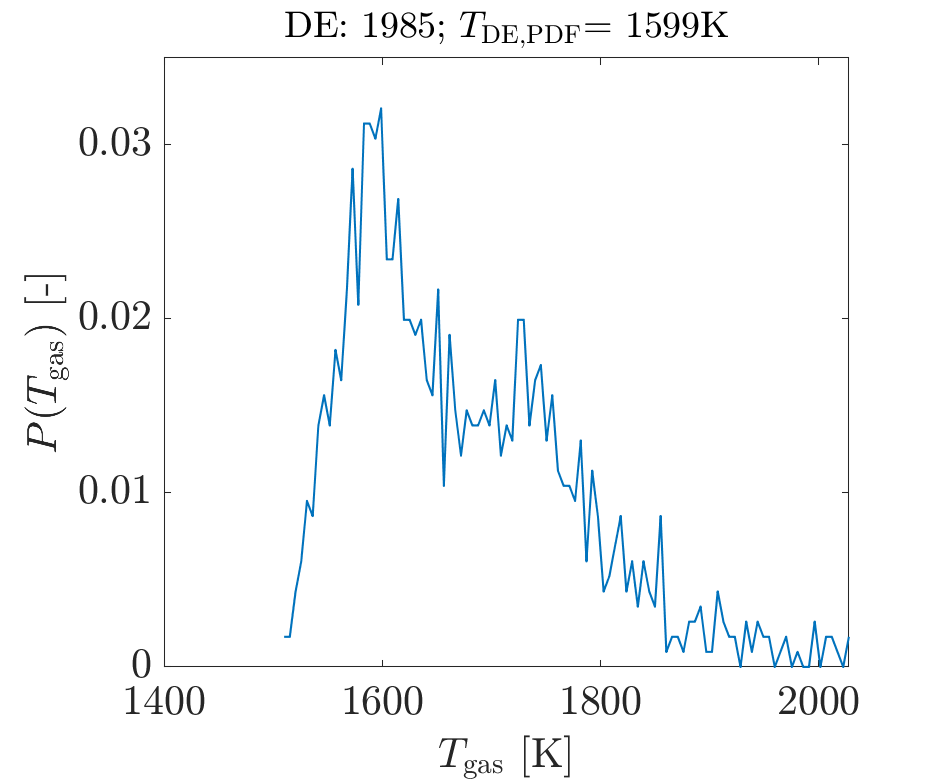 DE: 1985; T_DE,PDF= 1599K
0.03
0.02
0.01
0
P(T_gas) [-]
1400 1600 1800 2000
T_gas [K]